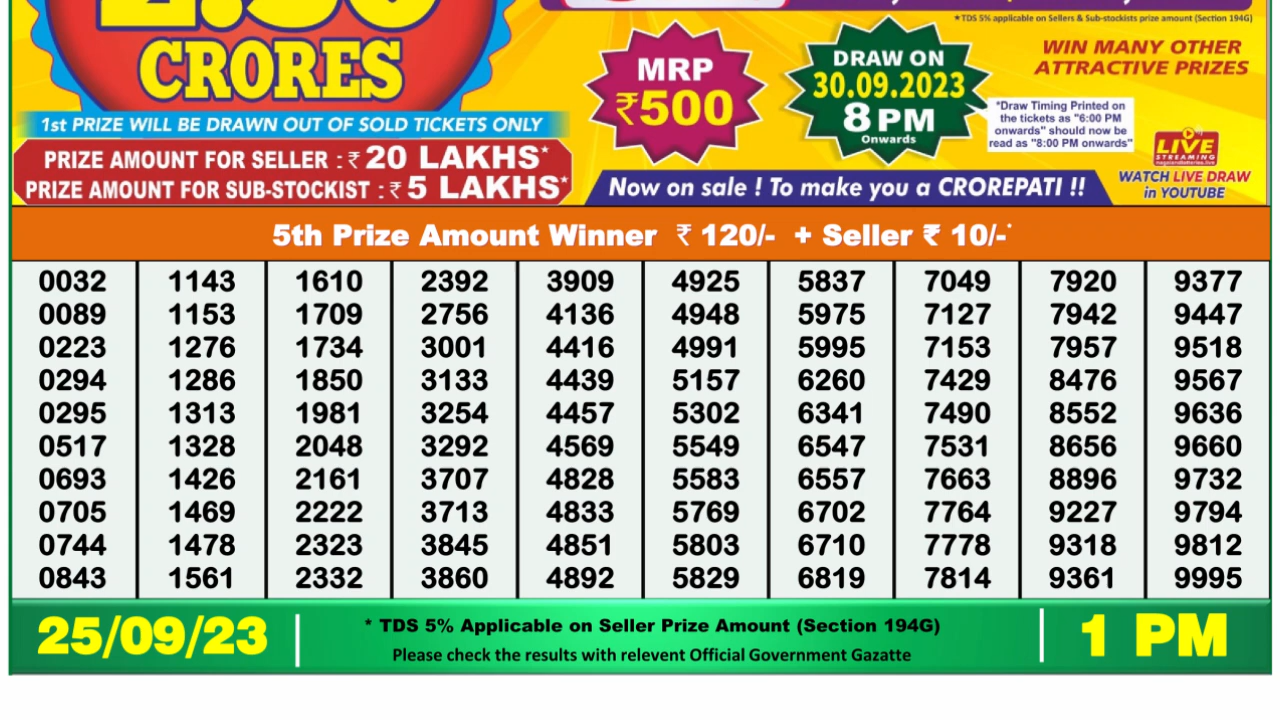 CRORES
1st PRIZE WILL BE DRAWN OUT OF SOLD TICKETS ONLY
PRIZE AMOUNT FOR SELLER : ₹ 20 LAKHS*
PRIZE AMOUNT FOR SUB-STOCKIST : ₹ 5 LAKHS*
*TDS 5% applicable on Sellers & Sub-stockists prize amount (Section 194G)
MRP
₹500
DRAW ON
30.09.2023
8 PM
Onwards
WIN MANY OTHER
ATTRACTIVE PRIZES
*Draw Timing Printed on
the tickets as "6:00 PM
onwards" should now be
read as "8:00 PM onwards"
LIVE
STREAMING
WATCH LIVE DRAW
in YOUTUBE
Now on sale ! To make you a CROREPATI !!
5th Prize Amount Winner ₹ 120/- + Seller ₹ 10/-*
0032 1143 1610 2392 3909 4925 5837 7049 7920 9377
0089 1153 1709 2756 4136 4948 5975 7127 7942 9447
0223 1276 1734 3001 4416 4991 5995 7153 7957 9518
0294 1286 1850 3133 4439 5157 6260 7429 8476 9567
0295 1313 1981 3254 4457 5302 6341 7490 8552 9636
0517 1328 2048 3292 4569 5549 6547 7531 8656 9660
0693 1426 2161 3707 4828 5583 6557 7663 8896 9732
0705 1469 2222 3713 4833 5769 6702 7764 9227 9794
0744 1478 2323 3845 4851 5803 6710 7778 9318 9812
0843 1561 2332 3860 4892 5829 6819 7814 9361 9995
25/09/23
* TDS 5% Applicable on Seller Prize Amount (Section 194G)
Please check the results with relevent Official Government Gazatte
1 PM